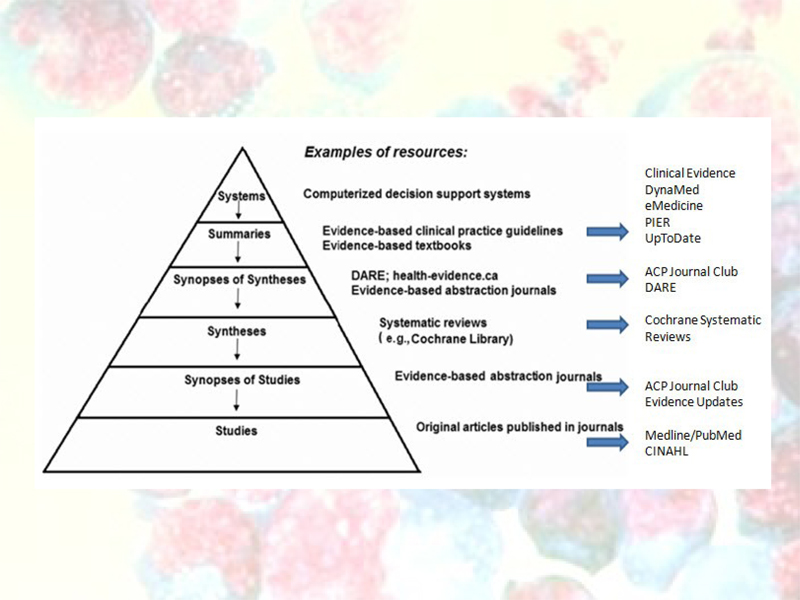 Examples of resources:
Systems
Computerized decision support systems
Summaries
Evidence-based clinical practice guidelines
Evidence-based textbooks
Clinical Evidence
DynaMed
eMedicine
PIER
UpToDate
Synopses of Syntheses
DARE; health-evidence.ca
Evidence-based abstraction journals
ACP Journal Club
DARE
Syntheses
Systematic reviews
( e.g., Cochrane Library)
Cochrane Systematic
Reviews
Synopses of Studies
Evidence-based abstraction journals
ACP Journal Club
Evidence Updates
Studies
Original articles published in journals
Medline/PubMed
CINAHL